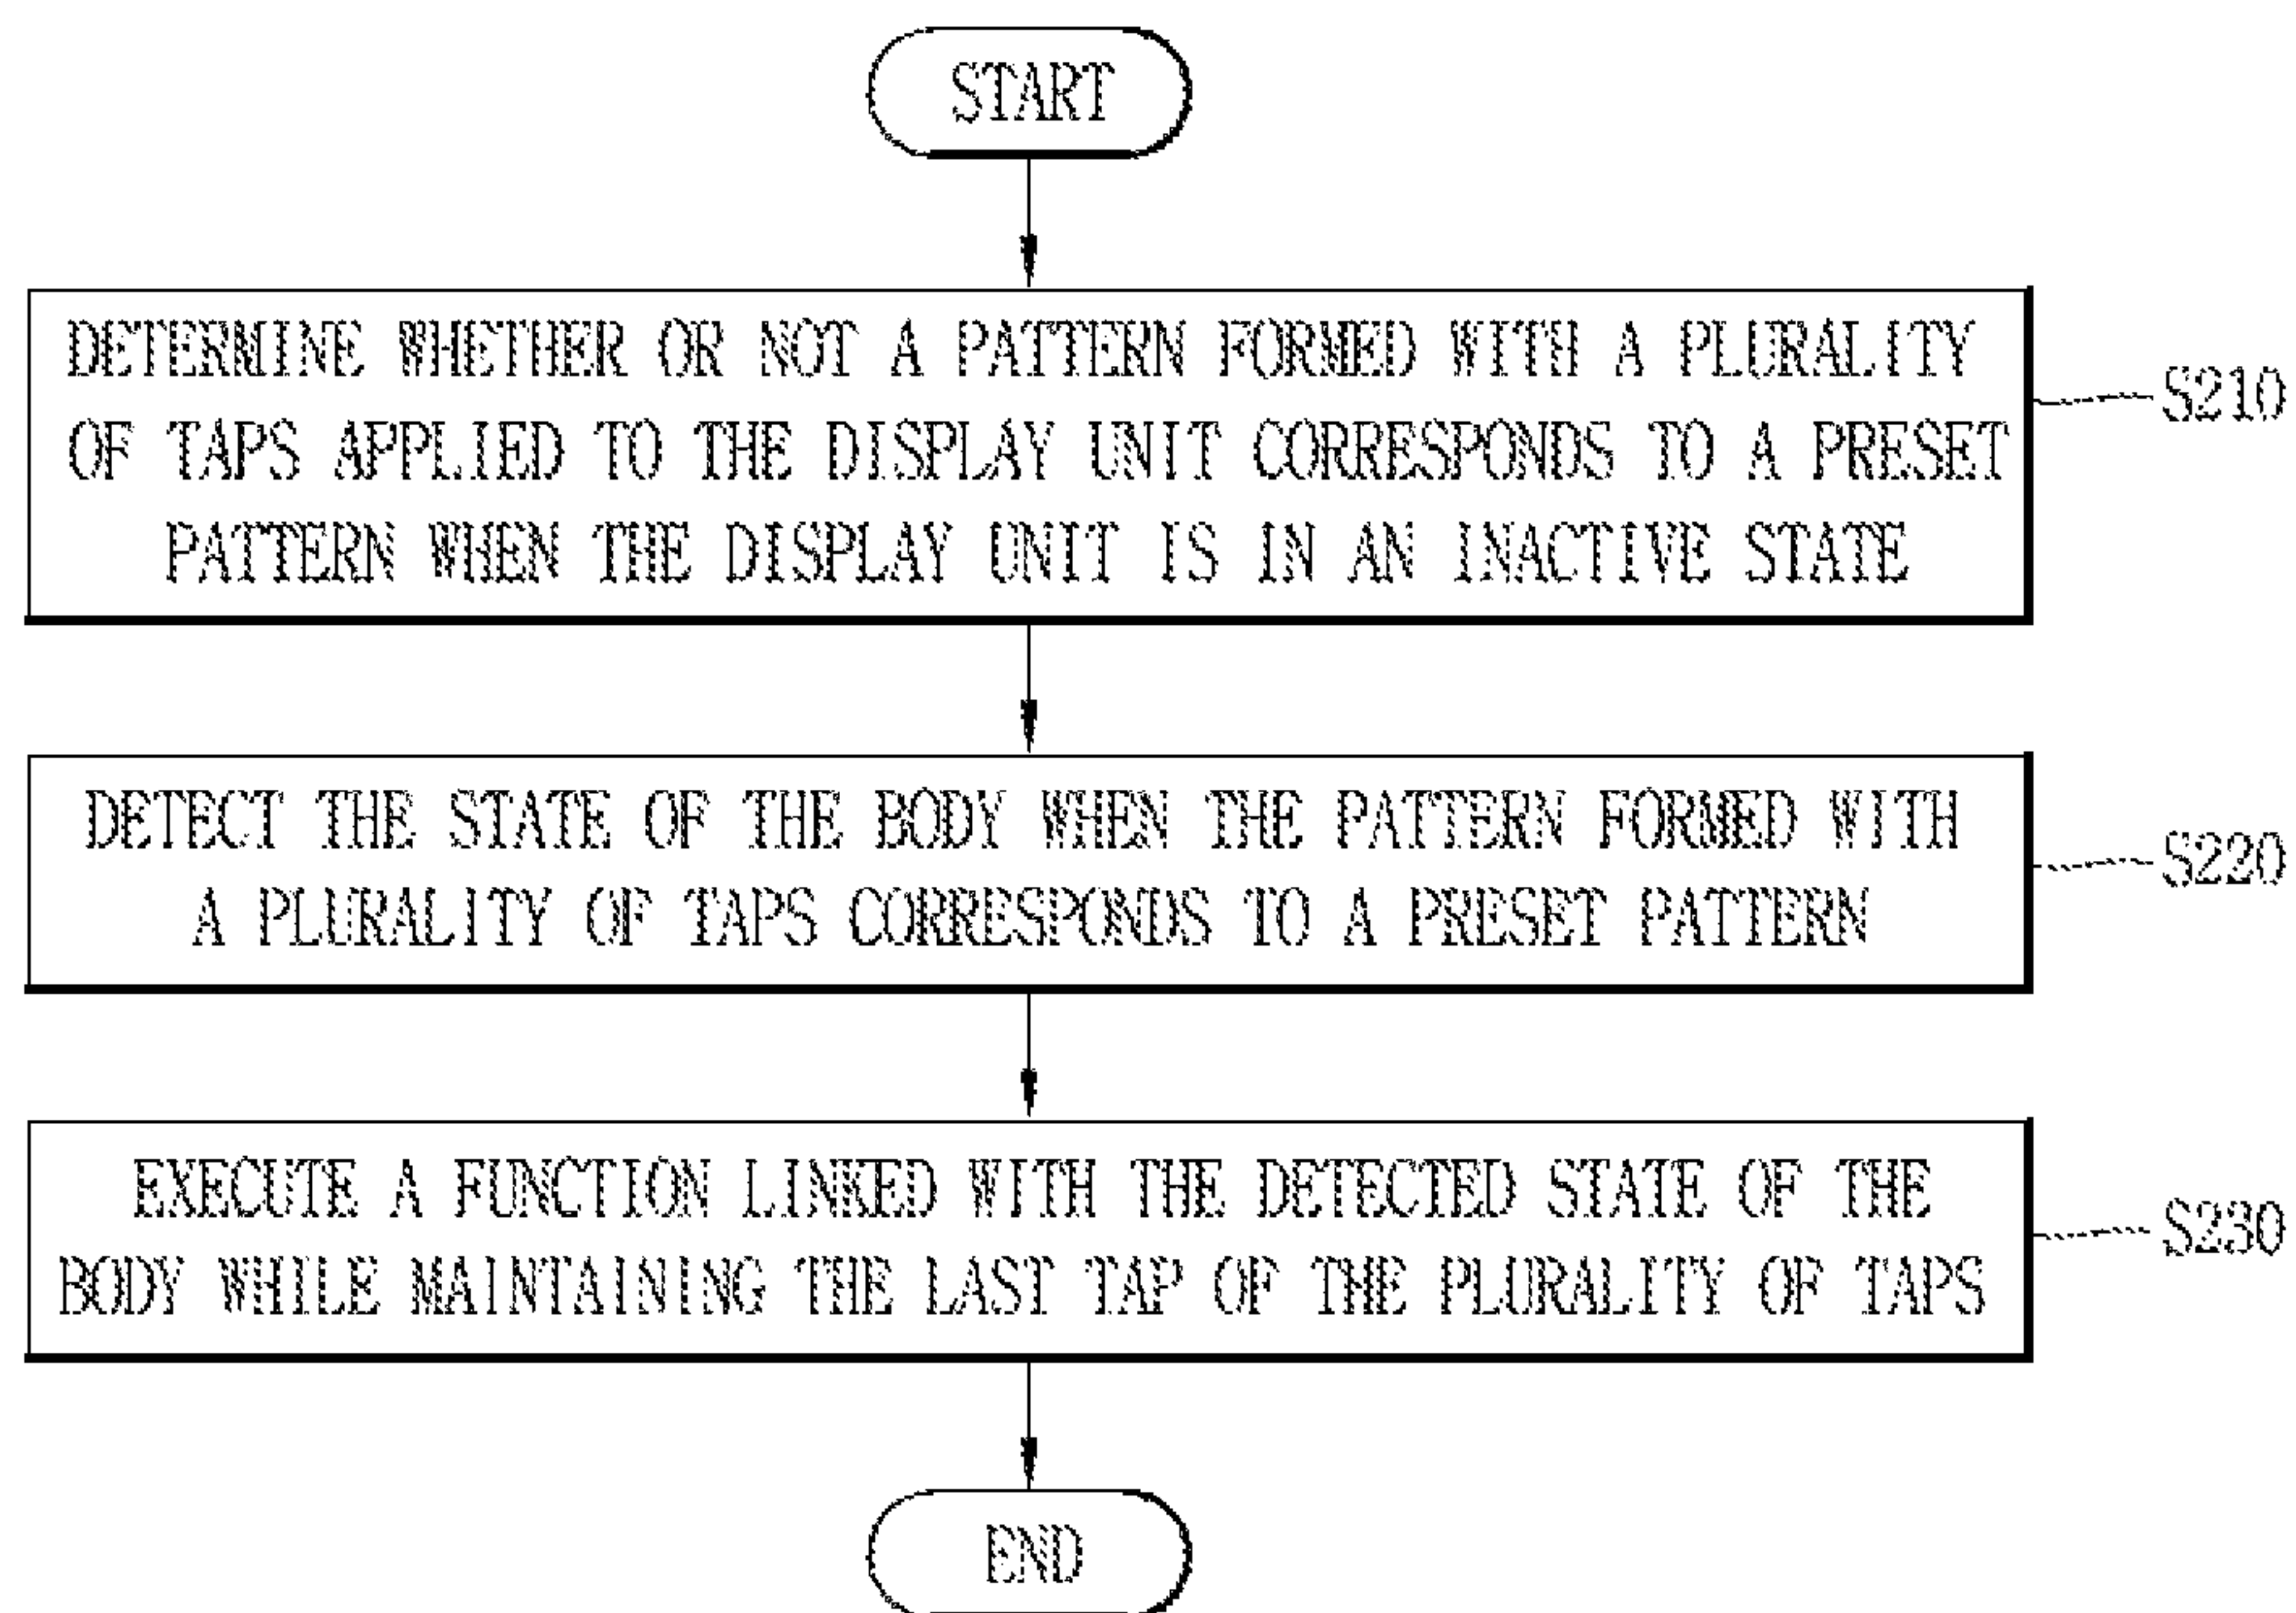 START
DETERMINE WHETHER OR NOT A PATTERN FORMED WITH A PLURALITY
OF TAPS APPLIED TO THE DISPLAY UNIT CORRESPONDS TO A PRESET
PATTERN WHEN THE DISPLAY UNIT IS IN AN INACTIVE STATE
S210
DETECT THE STATE OF THE BODY WHEN THE PATTERN FORMED WITH
A PLURALITY OF TAPS CORRESPONDS TO A PRESET PATTERN
S220
EXECUTE A FUNCTION LINKED WITH THE DETECTED STATE OF THE
BODY WHILE MAINTAINING THE LAST TAP OF THE PLURALITY OF TAPS
S230
END